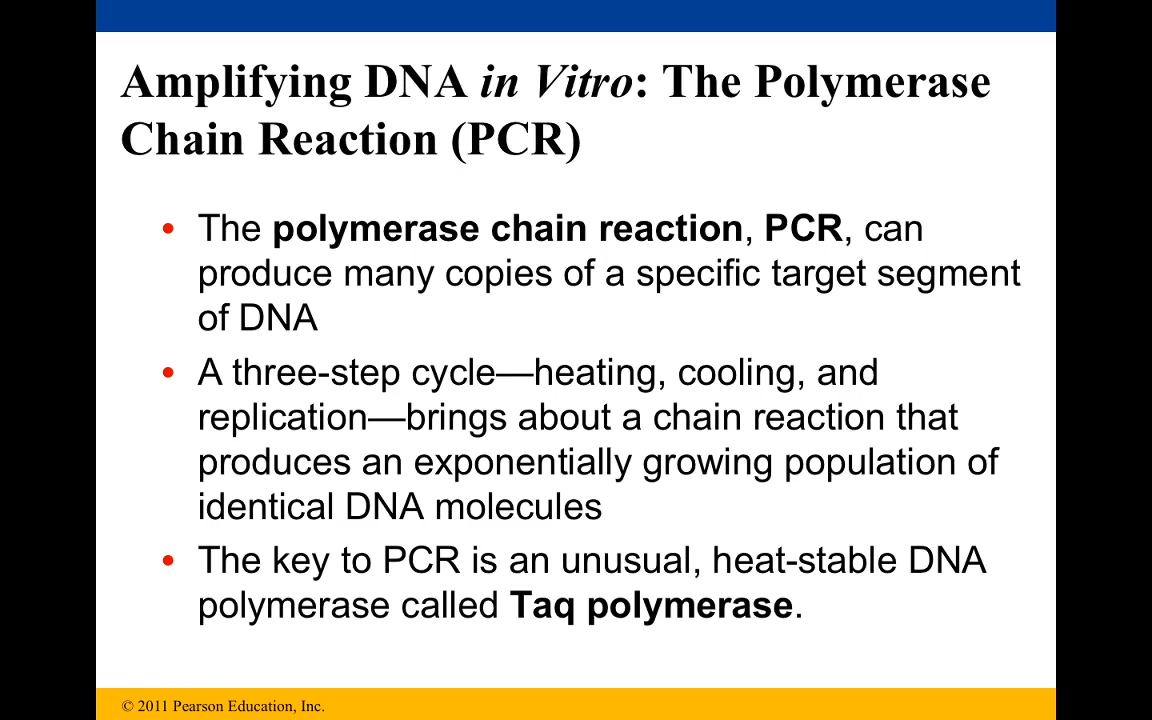 Amplifying DNA in Vitro: The Polymerase
Chain Reaction (PCR)
• The polymerase chain reaction, PCR, can
produce many copies of a specific target segment
of DNA
• A three-step cycle—heating, cooling, and
replication—brings about a chain reaction that
produces an exponentially growing population of
identical DNA molecules
• The key to PCR is an unusual, heat-stable DNA
polymerase called Taq polymerase.
© 2011 Pearson Education, Inc.